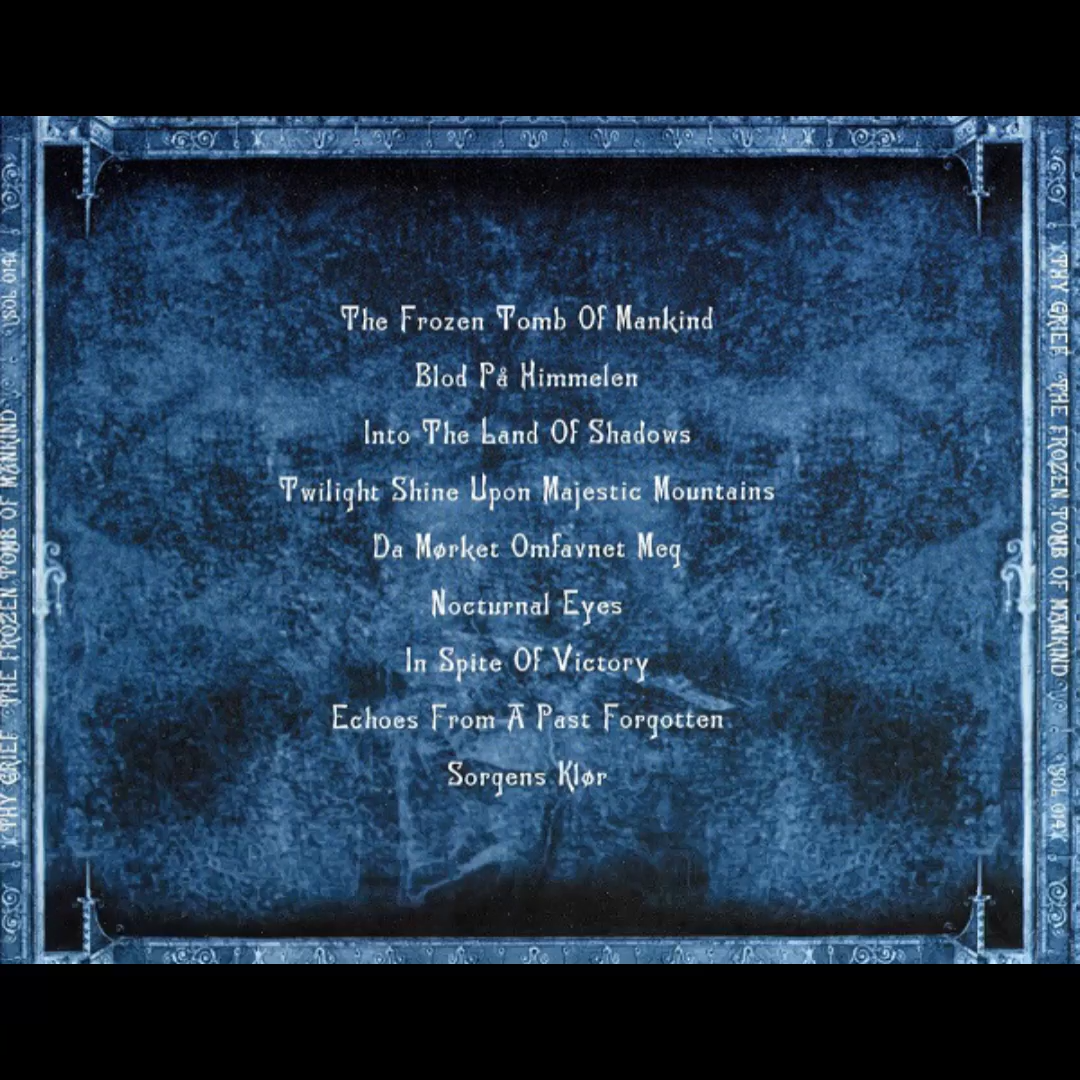 The Frozen Tomb Of Mankind
Blod På Himmelen
Into The Land Of Shadows
Twilight Shine Upon Majestic Mountains
Da Mørket Omfavnet Meg
Nocturnal Eyes
In Spite Of Victory
Echoes From A Past Forgotten
Sorgens Klør
THY GRIEF THE FROZEN TOMB OF MANKIND SOL 014
THY GRIEF THE FROZEN TOMB OF MANKIND SOL 014